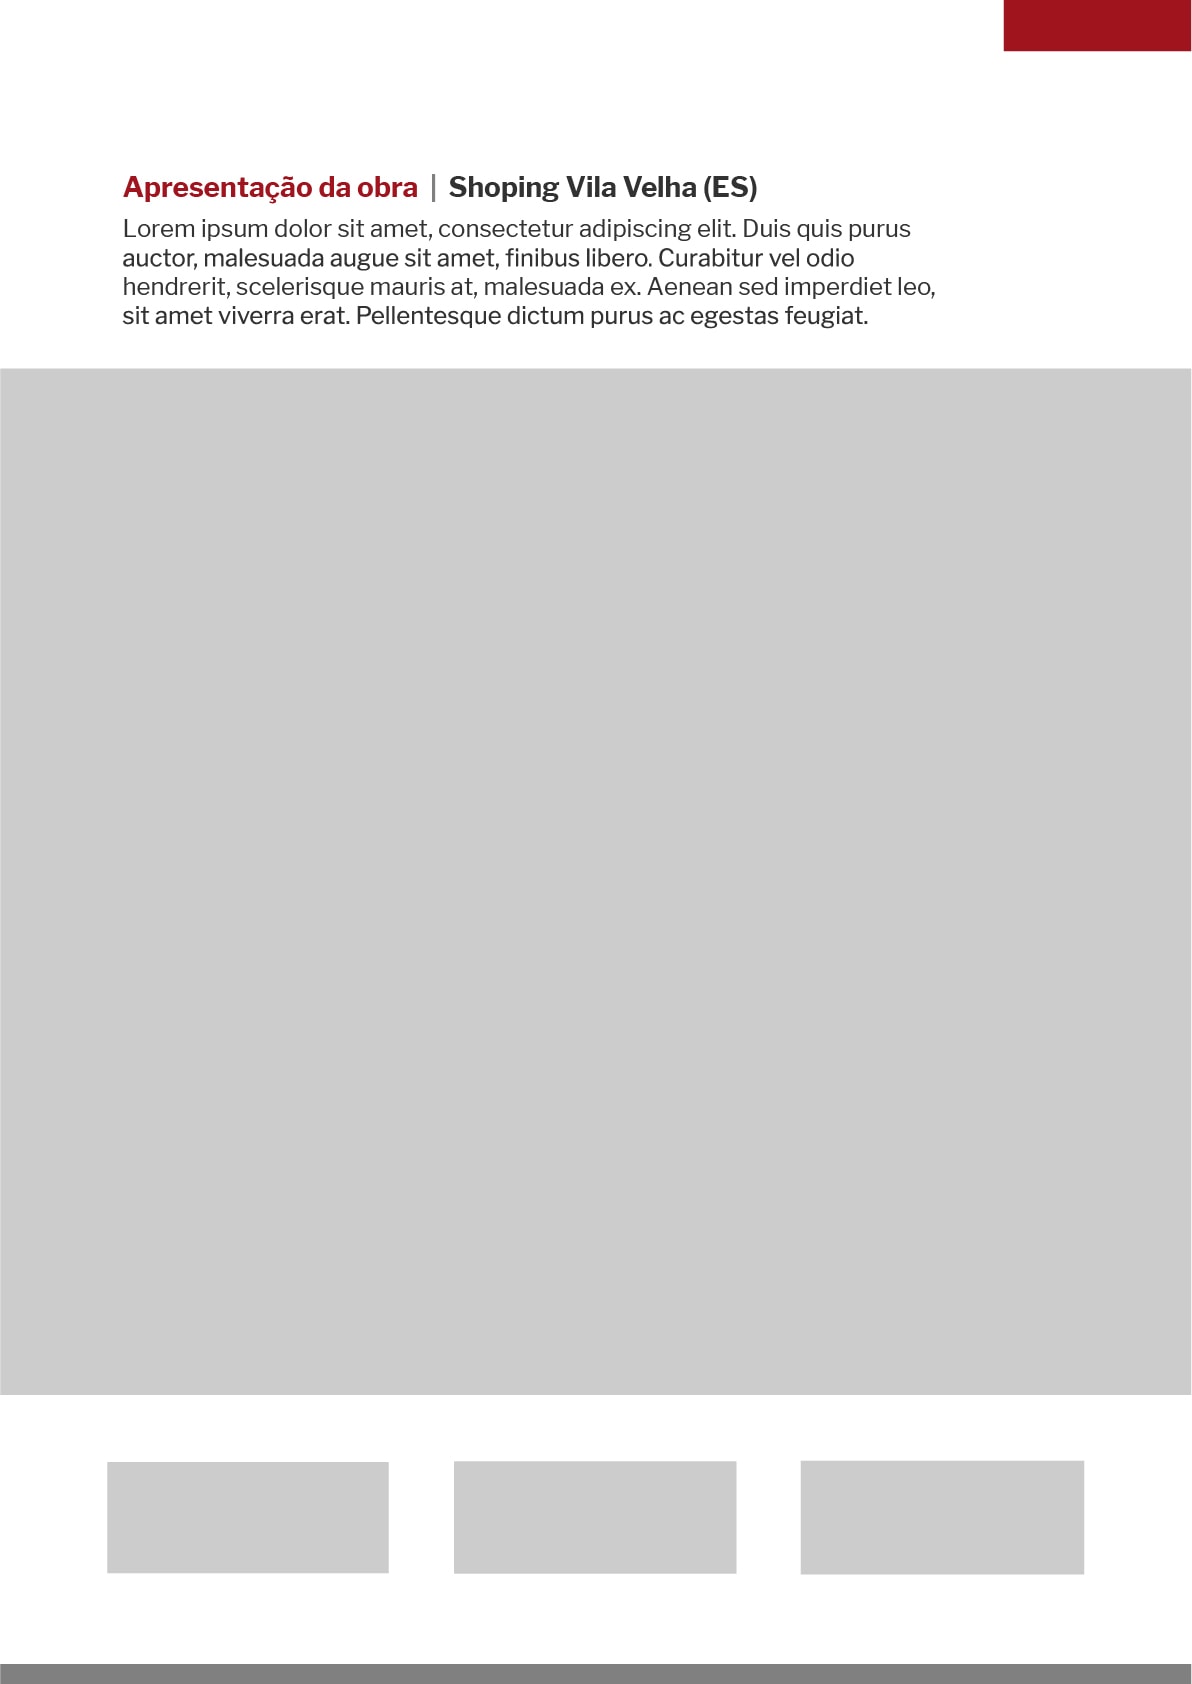 Apresentação da obra | Shoping Vila Velha (ES)
Lorem ipsum dolor sit amet, consectetur adipiscing elit. Duis quis purus
auctor, malesuada augue sit amet, finibus libero. Curabitur vel odio
hendrerit, scelerisque mauris at, malesuada ex. Aenean sed imperdiet leo,
sit amet viverra erat. Pellentesque dictum purus ac egestas feugiat.